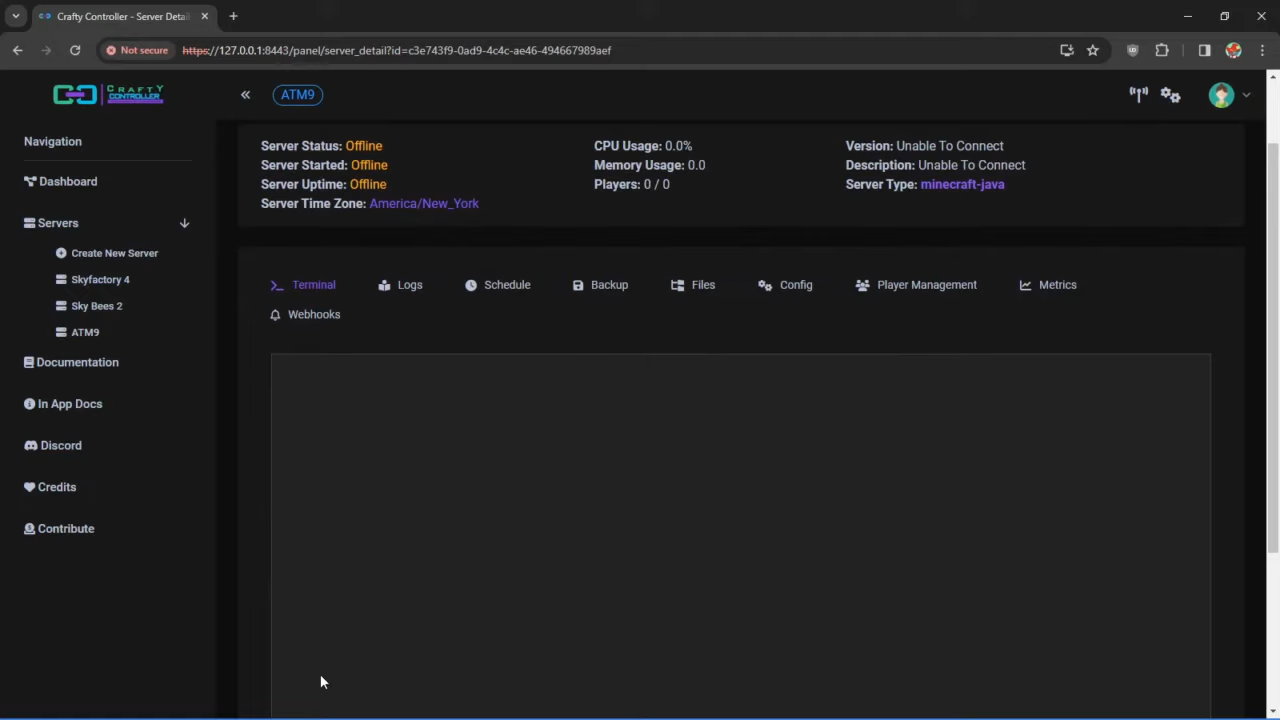 Crafty Controller - Server Detai
Not secure
https://127.0.0.1:8443/panel/server_detail?id=c3e743f9-0ad9-4c4c-ae46-494667989aef
CRAFTY
CONTROLLER
ATM9
Navigation
Dashboard
Servers
Create New Server
Skyfactory 4
Sky Bees 2
ATM9
Documentation
In App Docs
Discord
Credits
Contribute
Server Status: Offline
Server Started: Offline
Server Uptime: Offline
Server Time Zone: America/New_York
CPU Usage: 0.0%
Memory Usage: 0.0
Players: 0 / 0
Version: Unable To Connect
Description: Unable To Connect
Server Type: minecraft-java
Terminal Logs Schedule Backup Files Config Player Management Metrics
Webhooks